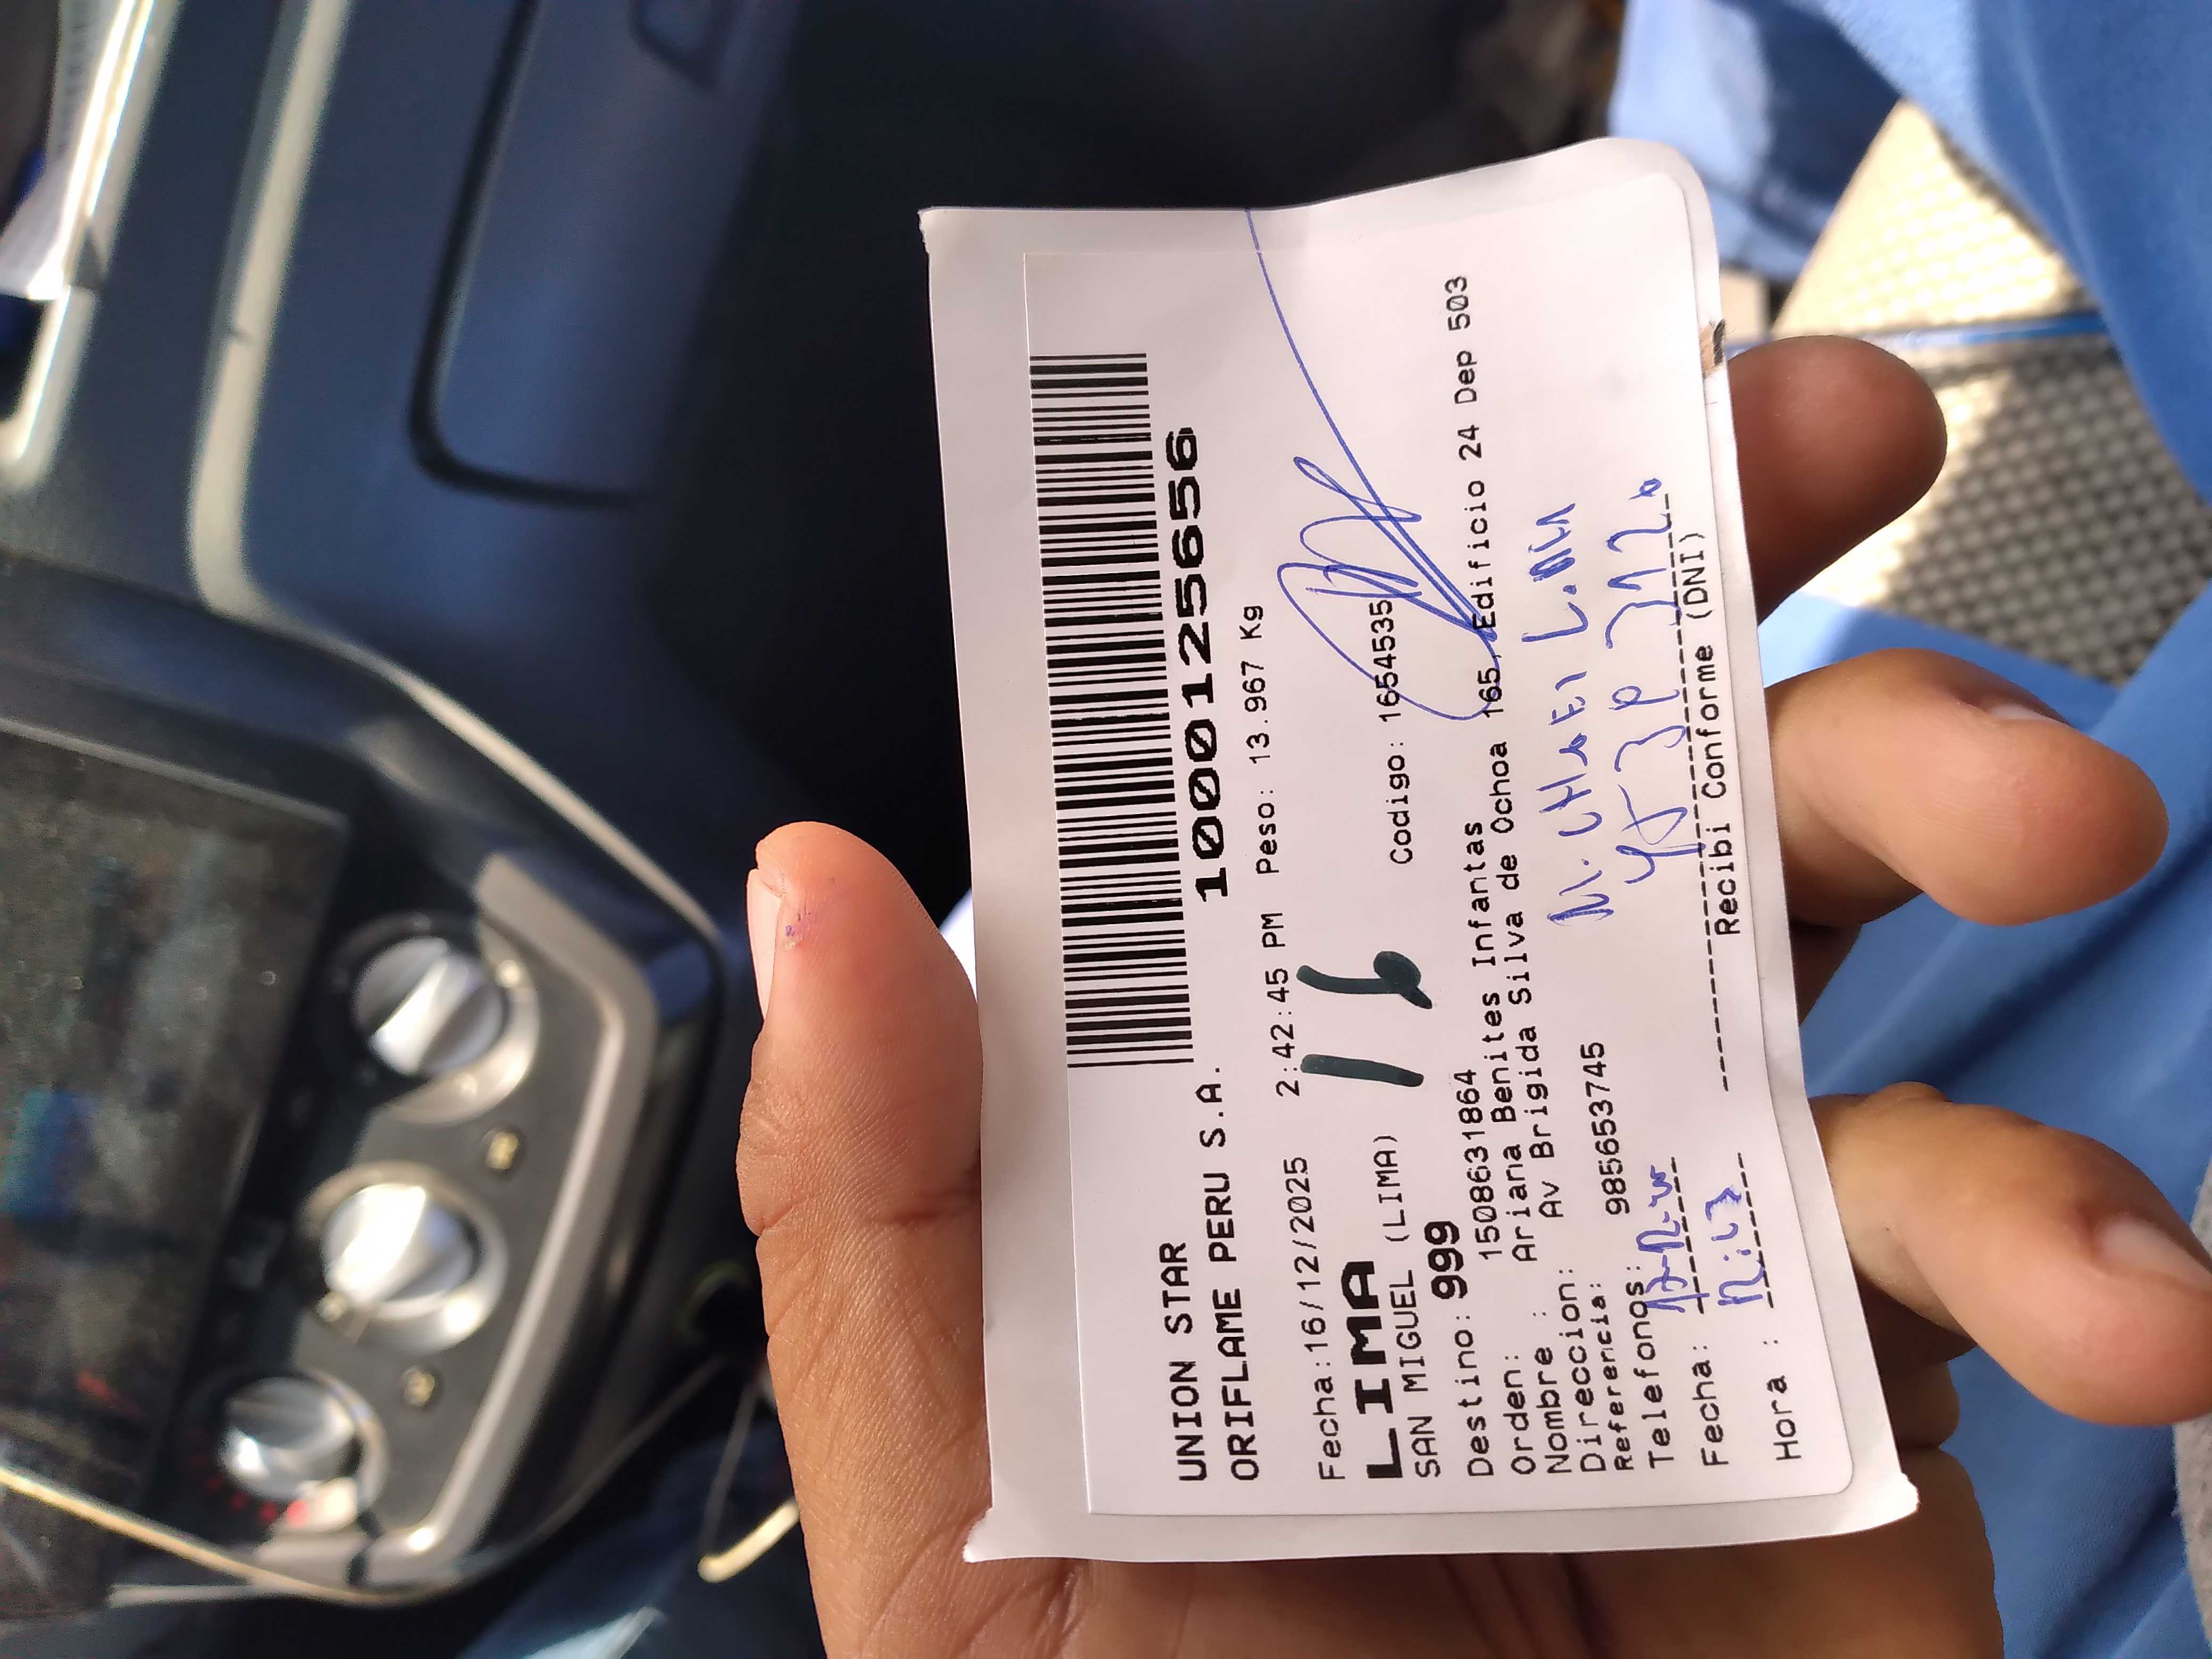 UNION STAR
ORIFLAME PERU S.A.
1000125656
Fecha:16/12/2025 2:42:45 PM Peso: 13.967 Kg
LIMA
SAN MIGUEL (LIMA)
16
Codigo: 1654535
Destino: 999
Orden: 1508631864
Nombre : Ariana Benites Infantas
Direccion: Av Brigida Silva de Ochoa 165, Edificio 24 Dep 503
Referencia:
Telefonos: 985653745
Fecha:
Hora :
Recibi Conforme (DNI)